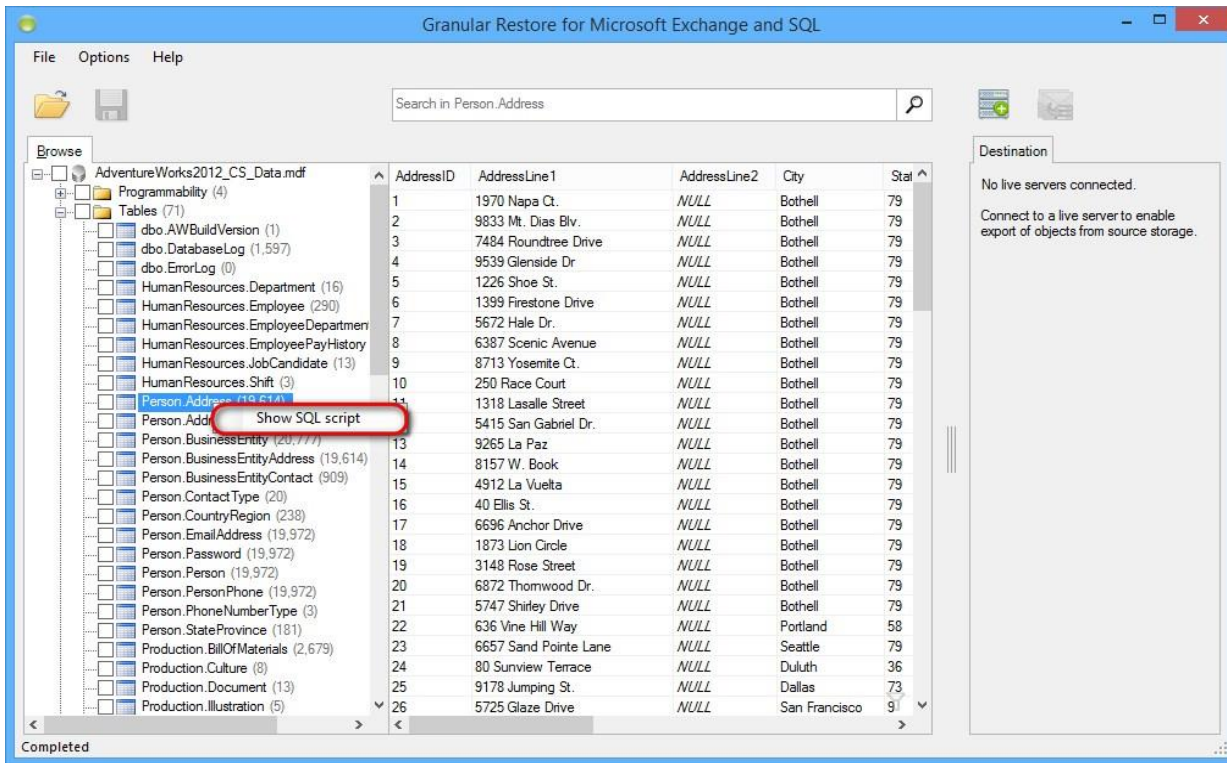 Granular Restore for Microsoft Exchange and SQL
File Options Help
Search in Person.Address
Browse
AdventureWorks2012_CS_Data.mdf
Programmability (4)
Tables (71)
dbo.AWBuildVersion (1)
dbo.DatabaseLog (1,597)
dbo.ErrorLog (0)
HumanResources.Department (16)
HumanResources.Employee (290)
HumanResources.EmployeeDepartmen
HumanResources.EmployeePayHistory
HumanResources.JobCandidate (13)
HumanResources.Shift (3)
Person.Address (19,614)
Person.Addr
Show SQL script
Person.BusinessEntity (20,777)
Person.BusinessEntityAddress (19,614)
Person.BusinessEntityContact (909)
Person.ContactType (20)
Person.CountryRegion (238)
Person.EmailAddress (19,972)
Person.Password (19,972)
Person.Person (19,972)
Person.PersonPhone (19,972)
Person.PhoneNumberType (3)
Person.StateProvince (181)
Production.BillOfMaterials (2,679)
Production.Culture (8)
Production.Document (13)
Production.Illustration (5)
AddressID AddressLine1 AddressLine2 City Stat
1 1970 Napa Ct. NULL Bothell 79
2 9833 Mt. Dias Blv. NULL Bothell 79
3 7484 Roundtree Drive NULL Bothell 79
4 9539 Glenside Dr NULL Bothell 79
5 1226 Shoe St. NULL Bothell 79
6 1399 Firestone Drive NULL Bothell 79
7 5672 Hale Dr. NULL Bothell 79
8 6387 Scenic Avenue NULL Bothell 79
9 8713 Yosemite Ct. NULL Bothell 79
10 250 Race Court NULL Bothell 79
11 1318 Lasalle Street NULL Bothell 79
5415 San Gabriel Dr. NULL Bothell 79
13 9265 La Paz NULL Bothell 79
14 8157 W. Book NULL Bothell 79
15 4912 La Vuelta NULL Bothell 79
16 40 Ellis St. NULL Bothell 79
17 6696 Anchor Drive NULL Bothell 79
18 1873 Lion Circle NULL Bothell 79
19 3148 Rose Street NULL Bothell 79
20 6872 Thornwood Dr. NULL Bothell 79
21 5747 Shirley Drive NULL Bothell 79
22 636 Vine Hill Way NULL Portland 58
23 6657 Sand Pointe Lane NULL Seattle 79
24 80 Sunview Terrace NULL Duluth 36
25 9178 Jumping St. NULL Dallas 73
26 5725 Glaze Drive NULL San Francisco 9
Destination
No live servers connected.
Connect to a live server to enable
export of objects from source storage.
Completed